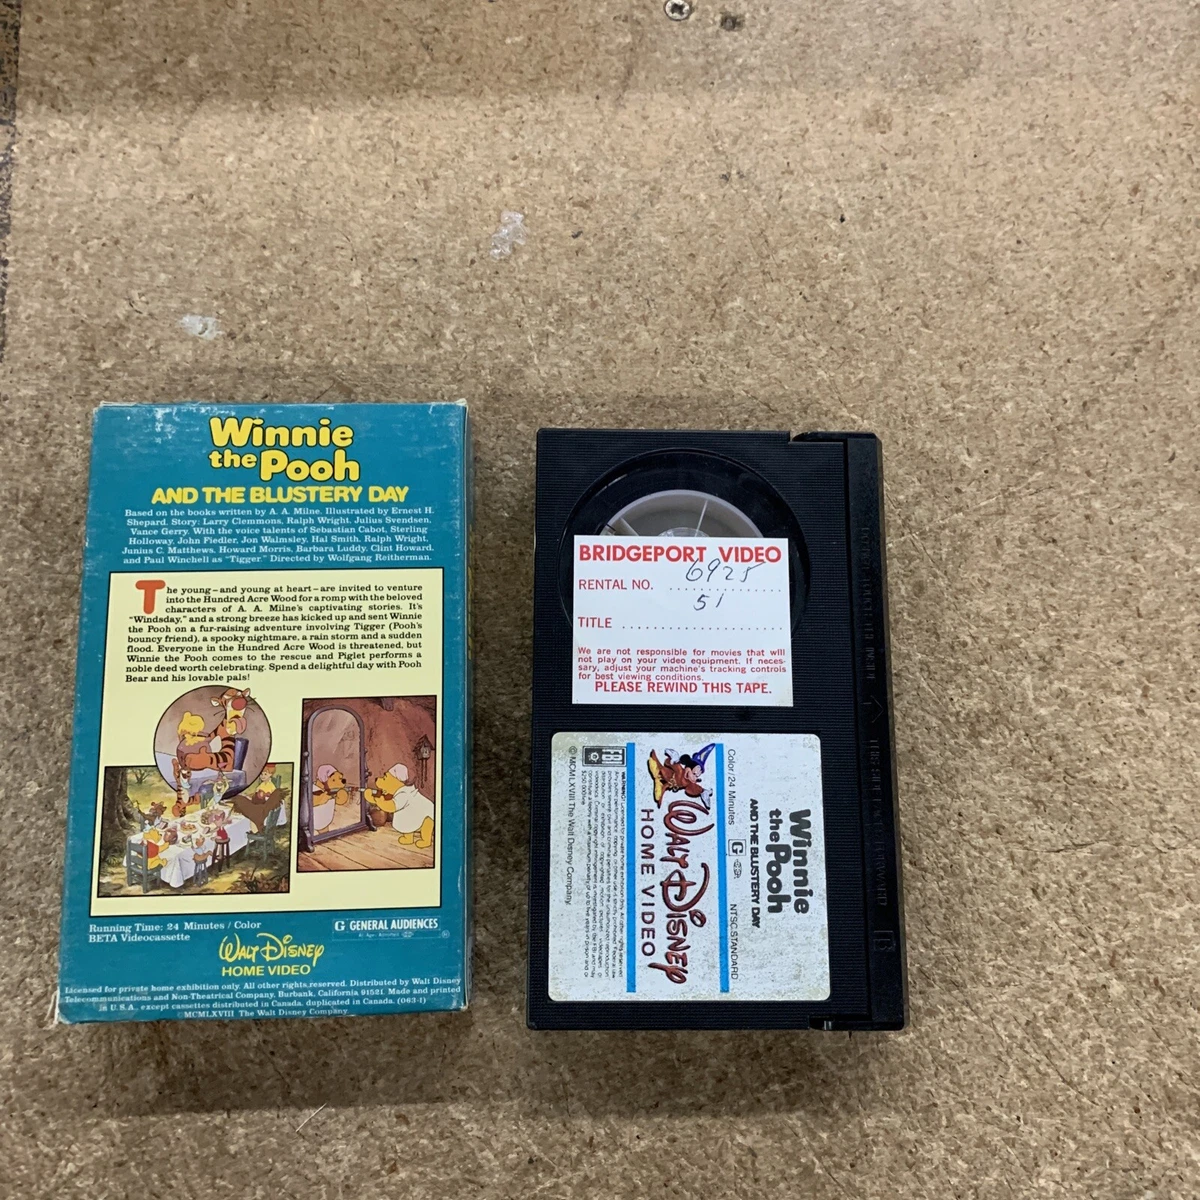 Winnie
the Pooh
AND THE BLUSTERY DAY
Based on the books written by A. A. Milne. Illustrated by Ernest H.
Shepard. Story: Larry Clemmons, Ralph Wright, Julius Svendsen,
Vance Gerry. With the voice talents of Sebastian Cabot, Sterling
Holloway, John Fiedler, Jon Walmsley, Hal Smith, Ralph Wright,
Junius C. Matthews, Howard Morris, Barbara Luddy, Clint Howard,
and Paul Winchell as "Tigger." Directed by Wolfgang Reitherman.
The young–and young at heart–are invited to venture
into the Hundred Acre Wood for a romp with the beloved
characters of A. A. Milne's captivating stories. It's
"Windsday," and a strong breeze has kicked up and sent Winnie
the Pooh on a fur-raising adventure involving Tigger (Pooh's
bouncy friend), a spooky nightmare, a rain storm and a sudden
flood. Everyone in the Hundred Acre Wood is threatened, but
Winnie the Pooh comes to the rescue and Piglet performs a
noble deed worth celebrating. Spend a delightful day with Pooh
Bear and his lovable pals!
Running Time: 24 Minutes / Color
BETA Videocassette
G GENERAL AUDIENCES
All Ages Admitted
WALT DISNEY
HOME VIDEO
Licensed for private home exhibition only. All other rights reserved. Distributed by Walt Disney
Telecommunications and Non-Theatrical Company, Burbank, California 91521. Made and printed
in U.S.A., except cassettes distributed in Canada, duplicated in Canada. (063-1)
©MCMLXVIII The Walt Disney Company
BRIDGEPORT VIDEO
RENTAL NO. 6925
51
TITLE
We are not responsible for movies that will
not play on your video equipment. If neces-
sary, adjust your machine's tracking controls
for best viewing conditions.
PLEASE REWIND THIS TAPE.
Winnie
the Pooh
AND THE BLUSTERY DAY
Color/24 Minutes G NTSC STANDARD
WALT DISNEY
HOME VIDEO
FBI
© MCMLXVIII The Walt Disney Company